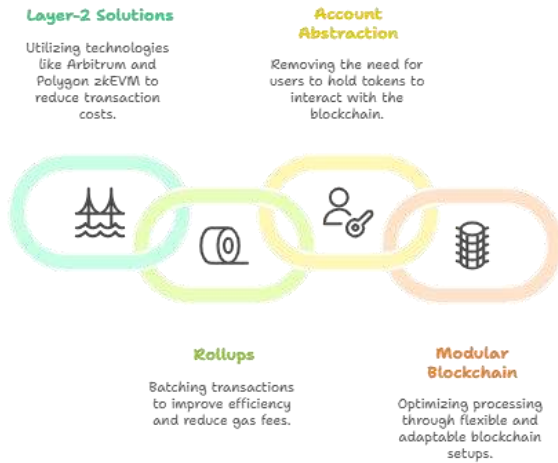 Layer-2 Solutions
Utilizing technologies
like Arbitrum and
Polygon zkEVM to
reduce transaction
costs.
Account
Abstraction
Removing the need for
users to hold tokens to
interact with the
blockchain.
Rollups
Batching transactions
to improve efficiency
and reduce gas fees.
Modular
Blockchain
Optimizing processing
through flexible and
adaptable blockchain
setups.